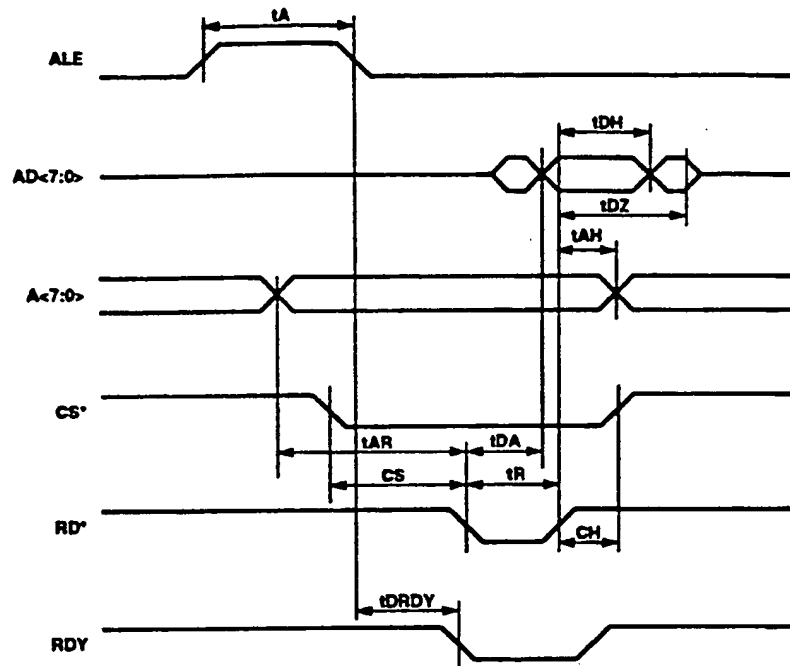 tA
ALE
tDH
AD<7:0>
tDZ
tAH
A<7:0>
CS*
tAR
tDA
CS
tR
RD*
CH
tDRDY
RDY